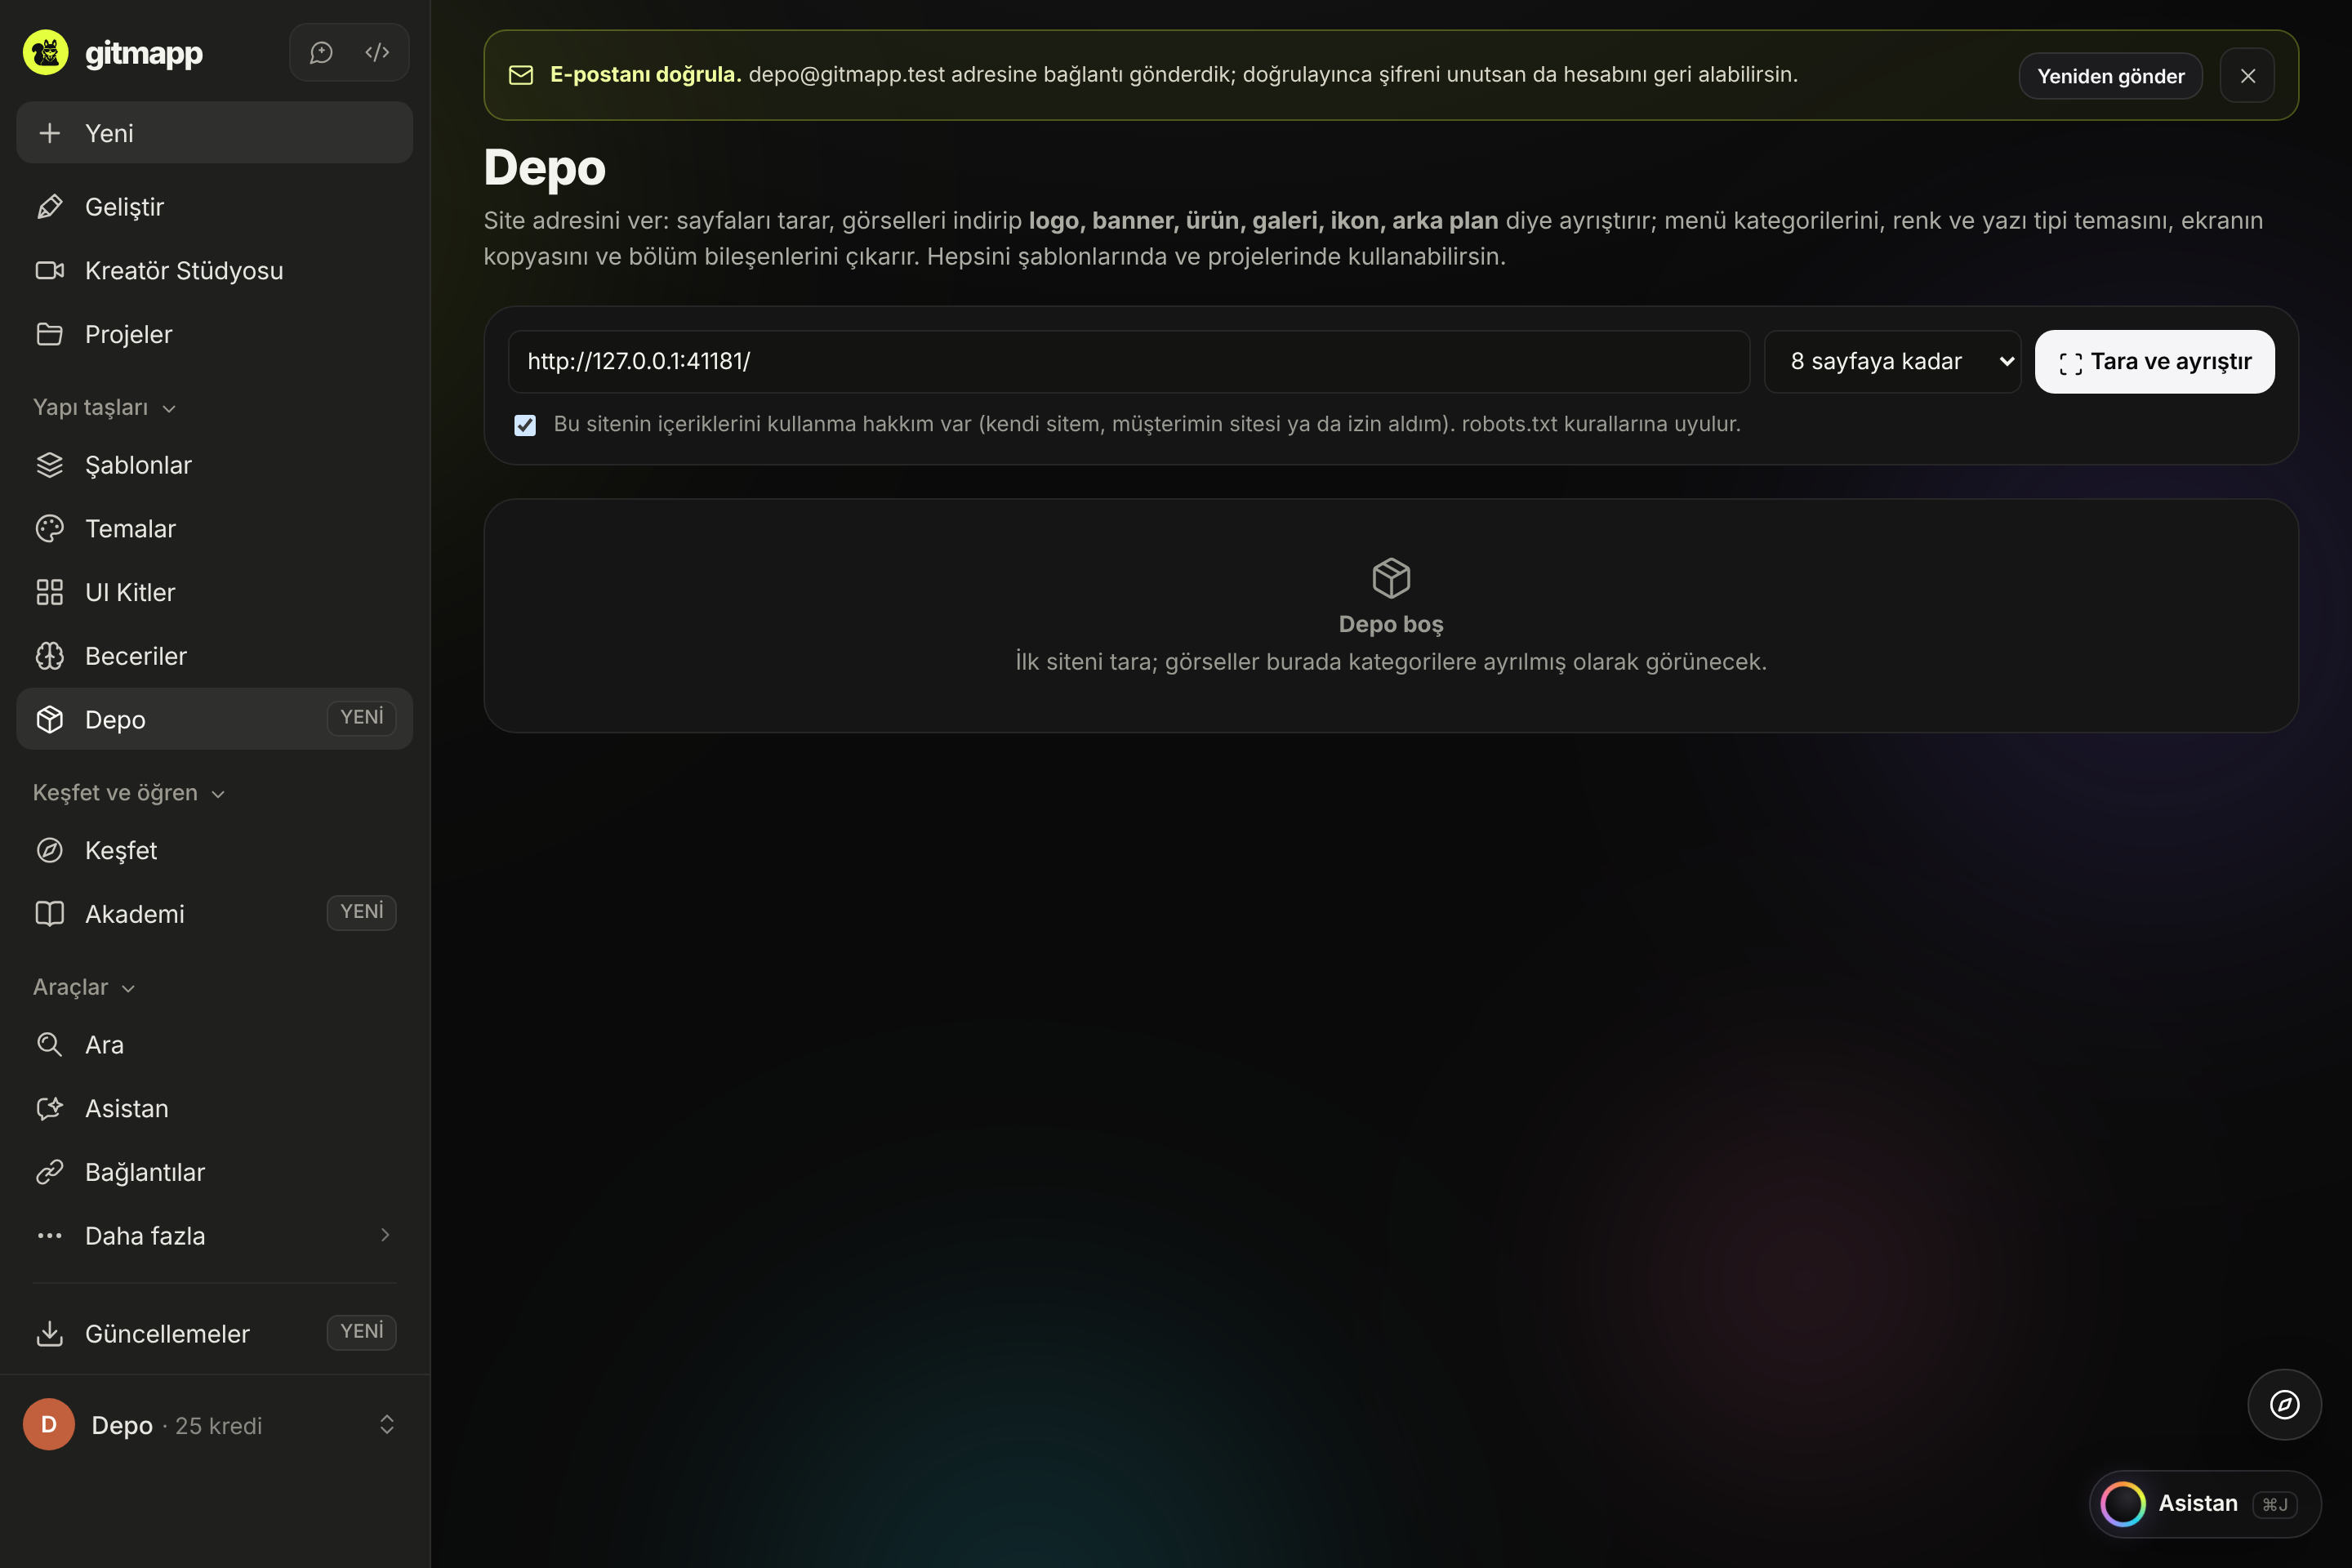 gitmapp
Yeni
Geliştir
Kreatör Stüdyosu
Projeler
Yapı taşları
Şablonlar
Temalar
UI Kitler
Beceriler
Depo YENİ
Keşfet ve öğren
Keşfet
Akademi YENİ
Araçlar
Ara
Asistan
Bağlantılar
Daha fazla
Güncellemeler YENİ
D Depo · 25 kredi
E-postanı doğrula. depo@gitmapp.test adresine bağlantı gönderdik; doğrulayınca şifreni unutsan da hesabını geri alabilirsin. Yeniden gönder
Depo
Site adresini ver: sayfaları tarar, görselleri indirip logo, banner, ürün, galeri, ikon, arka plan diye ayrıştırır; menü kategorilerini, renk ve yazı tipi temasını, ekranın
kopyasını ve bölüm bileşenlerini çıkarır. Hepsini şablonlarında ve projelerinde kullanabilirsin.
http://127.0.0.1:41181/ 8 sayfaya kadar Tara ve ayrıştır
Bu sitenin içeriklerini kullanma hakkım var (kendi sitem, müşterimin sitesi ya da izin aldım). robots.txt kurallarına uyulur.
Depo boş
İlk siteni tara; görseller burada kategorilere ayrılmış olarak görünecek.
Asistan ⌘J